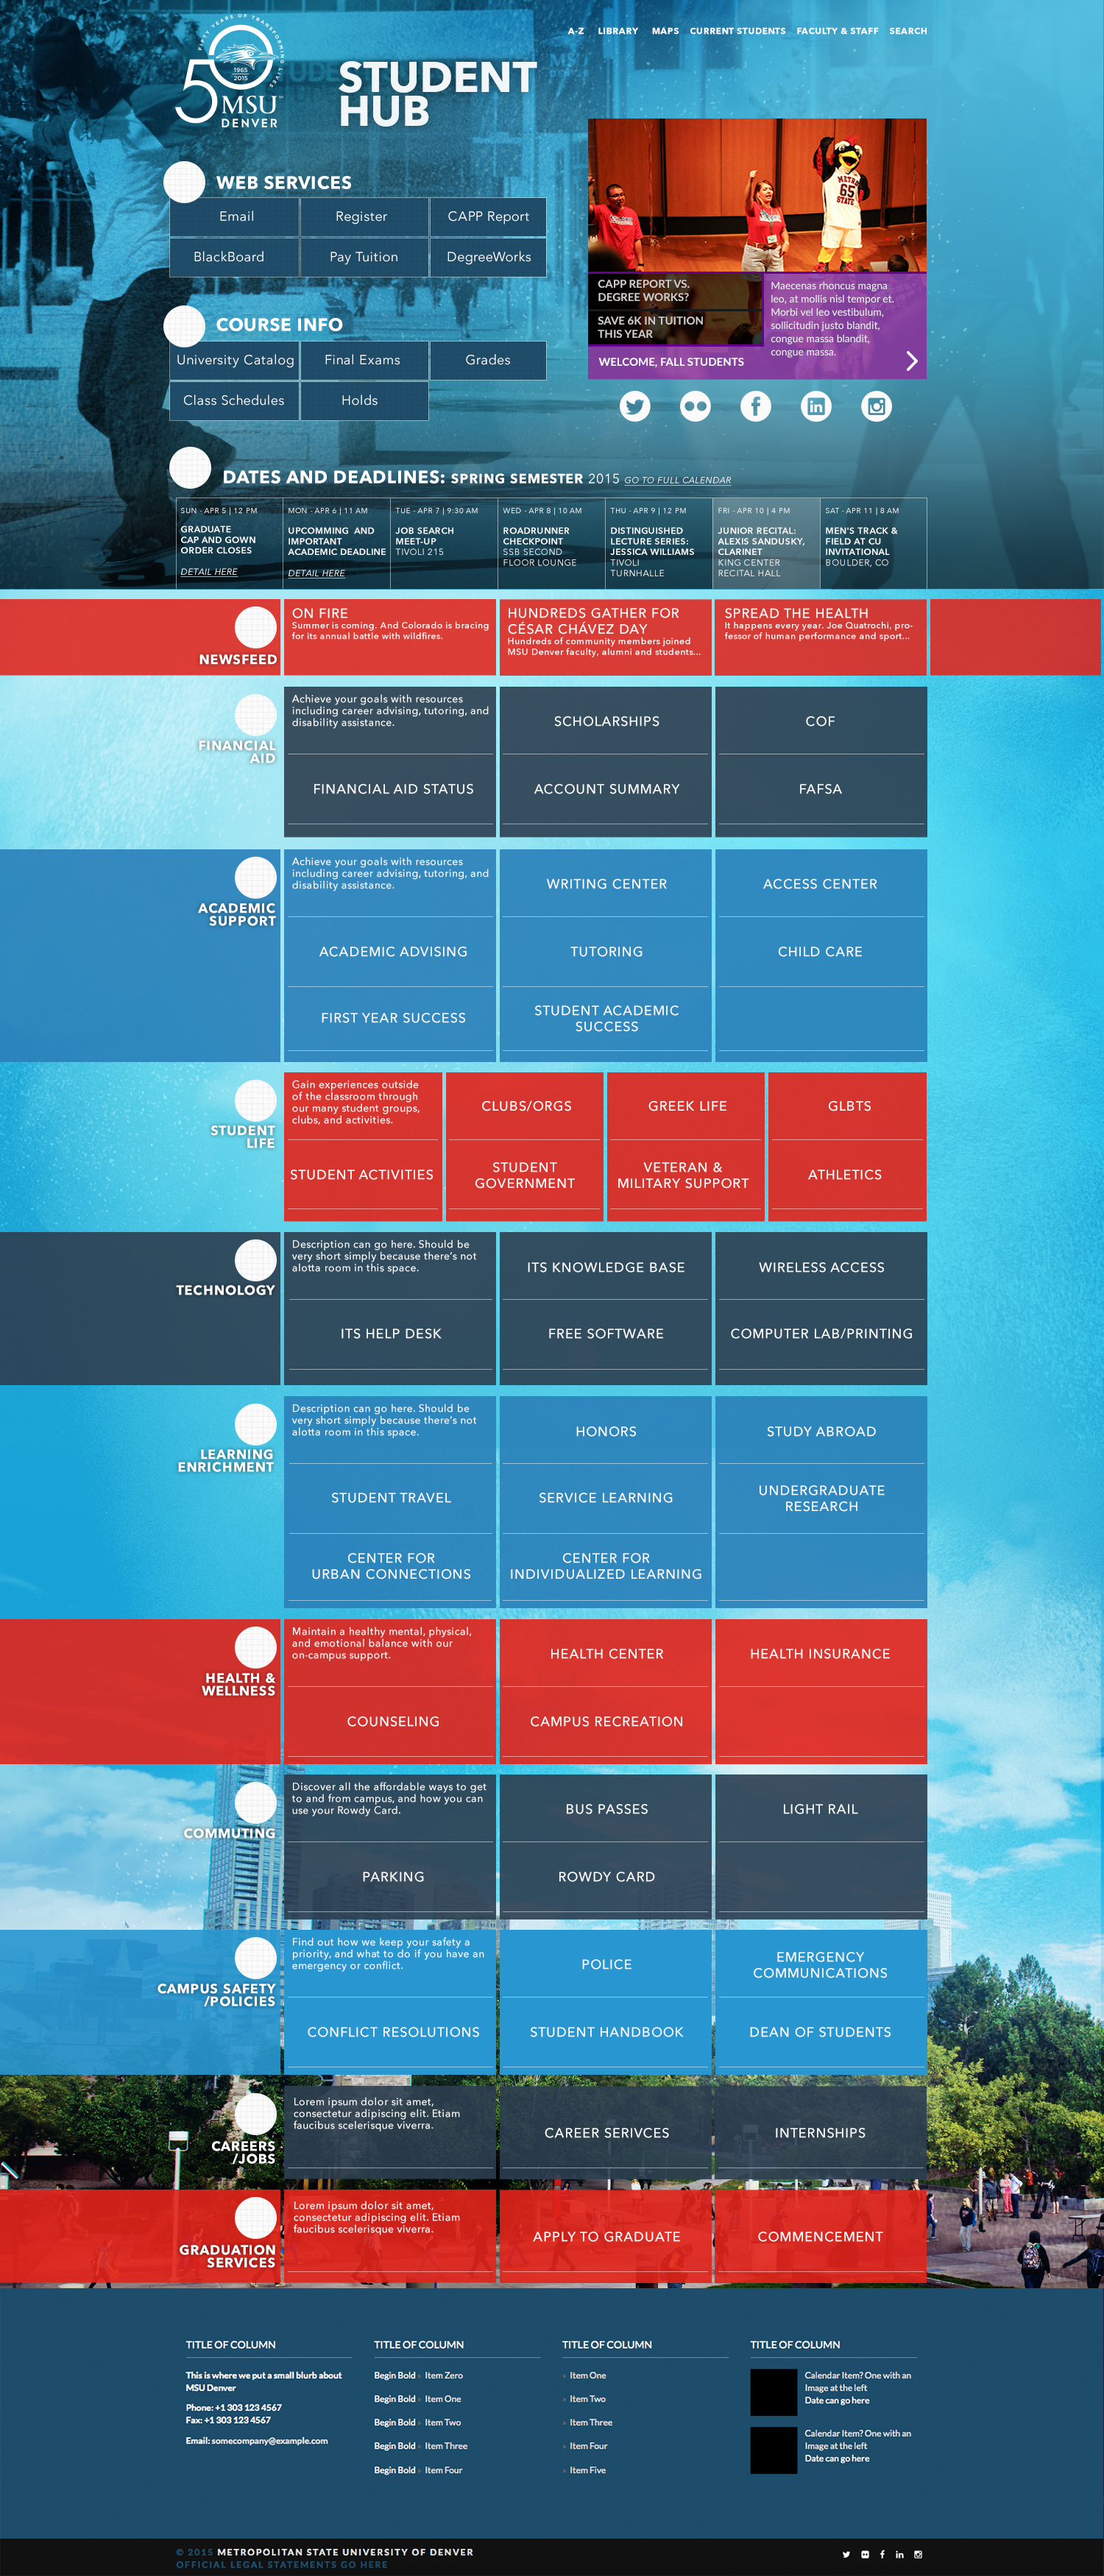 FIFTY YEARS OF TRANSFORMING LIVES
50
1965
2015
MSU
DENVER
A-Z LIBRARY MAPS CURRENT STUDENTS FACULTY & STAFF SEARCH
STUDENT
HUB
WEB SERVICES
Email Register CAPP Report
BlackBoard Pay Tuition DegreeWorks
COURSE INFO
University Catalog Final Exams Grades
Class Schedules Holds
METRO
65
STATE
CAPP REPORT VS.
DEGREE WORKS?
SAVE 6K IN TUITION
THIS YEAR
WELCOME, FALL STUDENTS
Maecenas rhoncus magna
leo, at mollis nisl tempor et.
Morbi vel leo vestibulum,
sollicitudin justo blandit,
congue massa blandit,
congue massa.
DATES AND DEADLINES: SPRING SEMESTER 2015 GO TO FULL CALENDAR
SUN - APR 5 | 12 PM
GRADUATE
CAP AND GOWN
ORDER CLOSES
DETAIL HERE
MON - APR 6 | 11 AM
UPCOMMING AND
IMPORTANT
ACADEMIC DEADLINE
DETAIL HERE
TUE - APR 7 | 9:30 AM
JOB SEARCH
MEET-UP
TIVOLI 215
WED - APR 8 | 10 AM
ROADRUNNER
CHECKPOINT
SSB SECOND
FLOOR LOUNGE
THU - APR 9 | 12 PM
DISTINGUISHED
LECTURE SERIES:
JESSICA WILLIAMS
TIVOLI
TURNHALLE
FRI - APR 10 | 4 PM
JUNIOR RECITAL:
ALEXIS SANDUSKY,
CLARINET
KING CENTER
RECITAL HALL
SAT - APR 11 | 8 AM
MEN'S TRACK &
FIELD AT CU
INVITATIONAL
BOULDER, CO
NEWSFEED
ON FIRE
Summer is coming. And Colorado is bracing
for its annual battle with wildfires.
HUNDREDS GATHER FOR
CÉSAR CHÁVEZ DAY
Hundreds of community members joined
MSU Denver faculty, alumni and students...
SPREAD THE HEALTH
It happens every year. Joe Quatrochi, pro-
fessor of human performance and sport...
FINANCIAL
AID
Achieve your goals with resources
including career advising, tutoring, and
disability assistance.
SCHOLARSHIPS COF
FINANCIAL AID STATUS ACCOUNT SUMMARY FAFSA
ACADEMIC
SUPPORT
Achieve your goals with resources
including career advising, tutoring, and
disability assistance.
WRITING CENTER ACCESS CENTER
ACADEMIC ADVISING TUTORING CHILD CARE
FIRST YEAR SUCCESS
STUDENT ACADEMIC
SUCCESS
STUDENT
LIFE
Gain experiences outside
of the classroom through
our many student groups,
clubs, and activities.
CLUBS/ORGS GREEK LIFE GLBTS
STUDENT ACTIVITIES
STUDENT
GOVERNMENT
VETERAN &
MILITARY SUPPORT
ATHLETICS
TECHNOLOGY
Description can go here. Should be
very short simply because there's not
alotta room in this space.
ITS KNOWLEDGE BASE WIRELESS ACCESS
ITS HELP DESK FREE SOFTWARE COMPUTER LAB/PRINTING
LEARNING
ENRICHMENT
Description can go here. Should be
very short simply because there's not
alotta room in this space.
HONORS STUDY ABROAD
STUDENT TRAVEL SERVICE LEARNING
UNDERGRADUATE
RESEARCH
CENTER FOR
URBAN CONNECTIONS
CENTER FOR
INDIVIDUALIZED LEARNING
HEALTH &
WELLNESS
Maintain a healthy mental, physical,
and emotional balance with our
on-campus support.
HEALTH CENTER HEALTH INSURANCE
COUNSELING CAMPUS RECREATION
COMMUTING
Discover all the affordable ways to get
to and from campus, and how you can
use your Rowdy Card.
BUS PASSES LIGHT RAIL
PARKING ROWDY CARD
CAMPUS SAFETY
/POLICIES
Find out how we keep your safety a
priority, and what to do if you have an
emergency or conflict.
POLICE
EMERGENCY
COMMUNICATIONS
CONFLICT RESOLUTIONS STUDENT HANDBOOK DEAN OF STUDENTS
CAREERS
/JOBS
Lorem ipsum dolor sit amet,
consectetur adipiscing elit. Etiam
faucibus scelerisque viverra.
CAREER SERIVCES INTERNSHIPS
GRADUATION
SERVICES
Lorem ipsum dolor sit amet,
consectetur adipiscing elit. Etiam
faucibus scelerisque viverra.
APPLY TO GRADUATE COMMENCEMENT
TITLE OF COLUMN
This is where we put a small blurb about
MSU Denver
Phone: +1 303 123 4567
Fax: +1 303 123 4567
Email: somecompany@example.com
TITLE OF COLUMN
Begin Bold Item Zero
Begin Bold Item One
Begin Bold Item Two
Begin Bold Item Three
Begin Bold Item Four
TITLE OF COLUMN
Item One
Item Two
Item Three
Item Four
Item Five
TITLE OF COLUMN
Calendar Item? One with an
Image at the left
Date can go here
Calendar Item? One with an
Image at the left
Date can go here
© 2015 METROPOLITAN STATE UNIVERSITY OF DENVER
OFFICIAL LEGAL STATEMENTS GO HERE